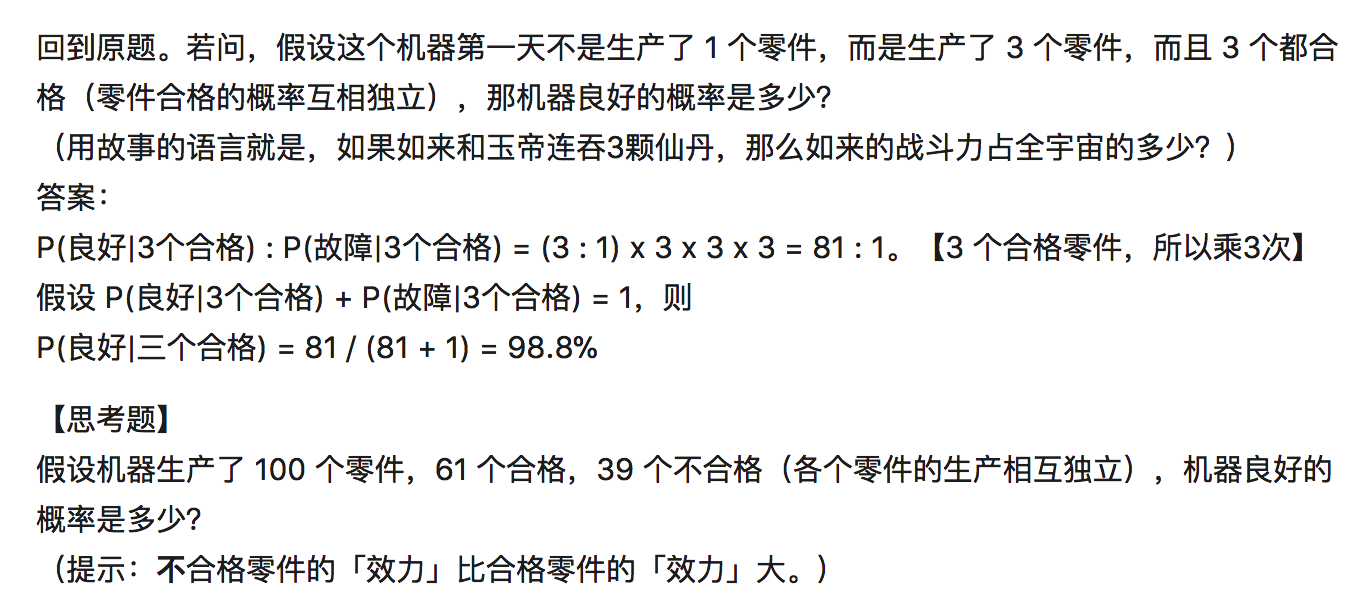 回到原题。若问，假设这个机器第一天不是生产了 1 个零件，而是生产了 3 个零件，而且 3 个都合
格（零件合格的概率互相独立），那机器良好的概率是多少?
（用故事的语言就是，如果如来和玉帝连吞3颗仙丹，那么如来的战斗力占全宇宙的多少？）
答案：
P(良好|3个合格) : P(故障|3个合格) = (3 : 1) x 3 x 3 x 3 = 81 : 1。【3 个合格零件，所以乘3次】
假设 P(良好|3个合格) + P(故障|3个合格) = 1，则
P(良好|三个合格) = 81 / (81 + 1) = 98.8%
【思考题】
假设机器生产了 100 个零件，61 个合格，39 个不合格（各个零件的生产相互独立），机器良好的
概率是多少?
（提示：不合格零件的「效力」比合格零件的「效力」大。）